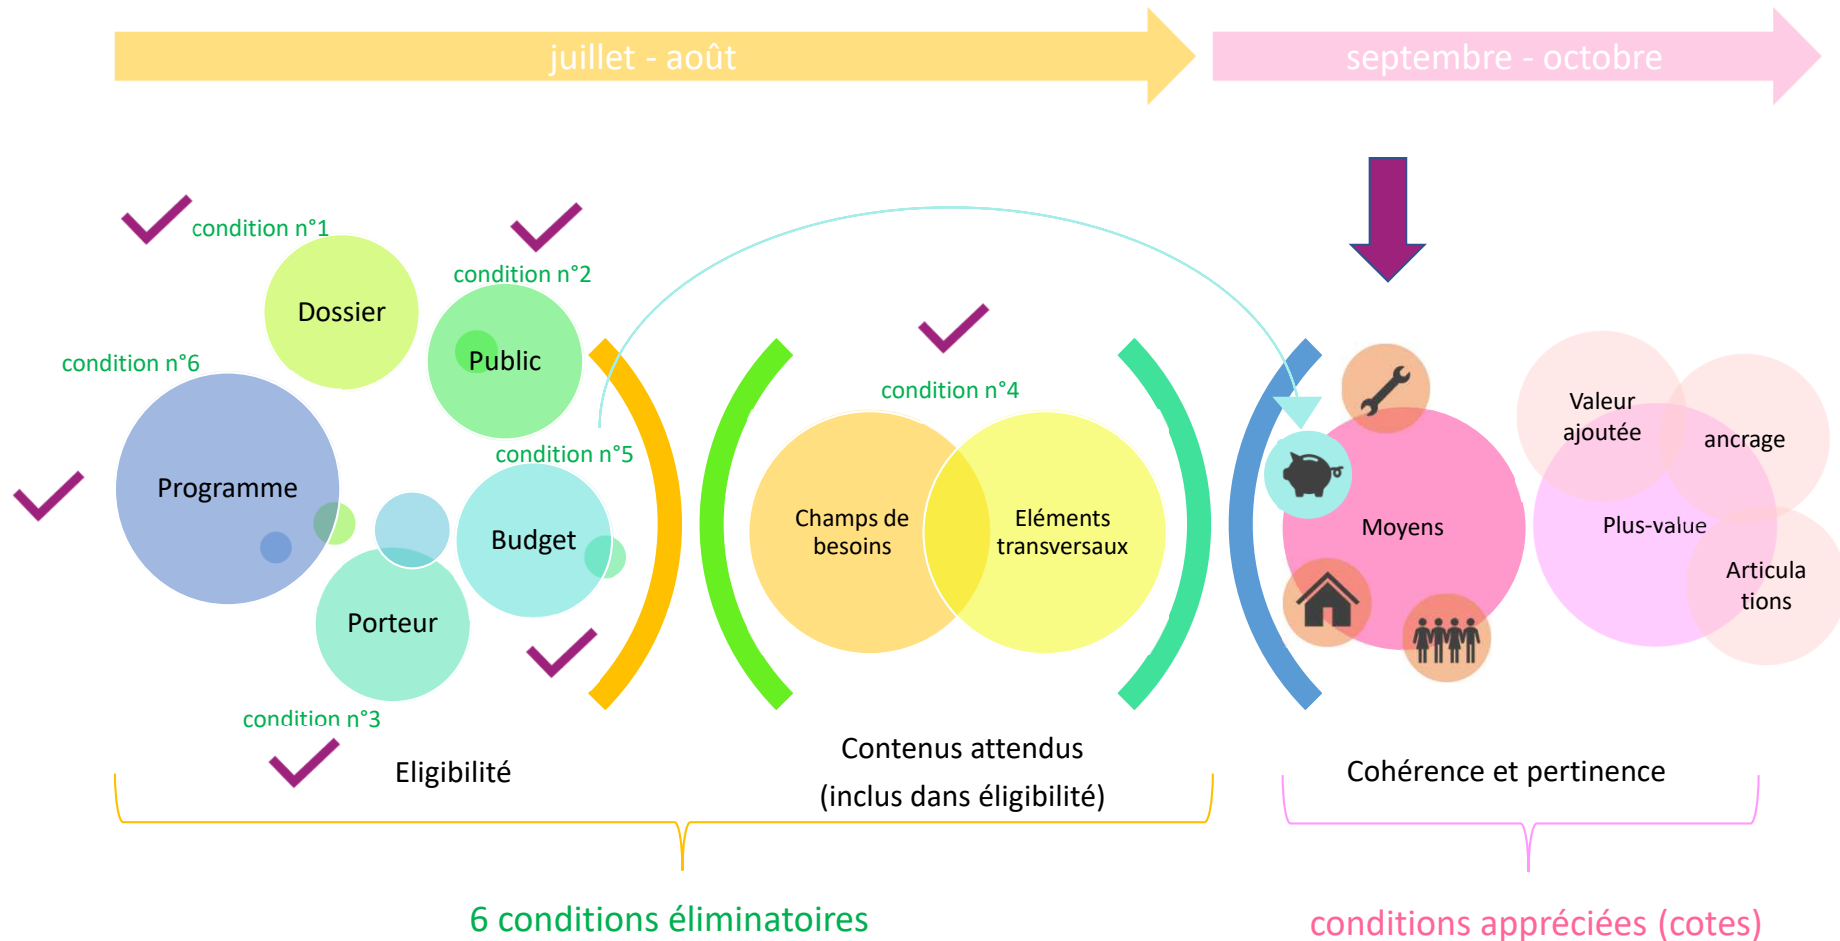 juillet - août
septembre - octobre
condition n°1
Dossier
condition n°2
Public
condition n°6
Programme
condition n°5
Budget
Porteur
condition n°3
condition n°4
Champs de
besoins
Eléments
transversaux
Moyens
Valeur
ajoutée
ancrage
Plus-value
Articula
tions
Eligibilité
Contenus attendus
(inclus dans éligibilité)
Cohérence et pertinence
6 conditions éliminatoires
conditions appréciées (cotes)